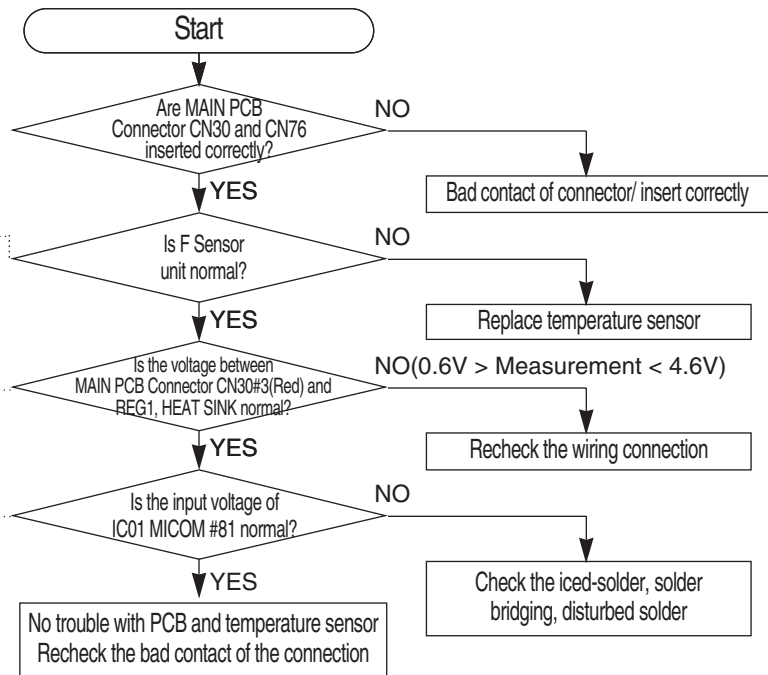 Start
Are MAIN PCB
Connector CN30 and CN76
inserted correctly?
NO
Bad contact of connector/ insert correctly
YES
Is F Sensor
unit normal?
NO
Replace temperature sensor
YES
Is the voltage between
MAIN PCB Connector CN30#3(Red) and
REG1, HEAT SINK normal?
NO(0.6V > Measurement < 4.6V)
Recheck the wiring connection
YES
Is the input voltage of
IC01 MICOM #81 normal?
NO
Check the iced-solder, solder
bridging, disturbed solder
YES
No trouble with PCB and temperature sensor
Recheck the bad contact of the connection